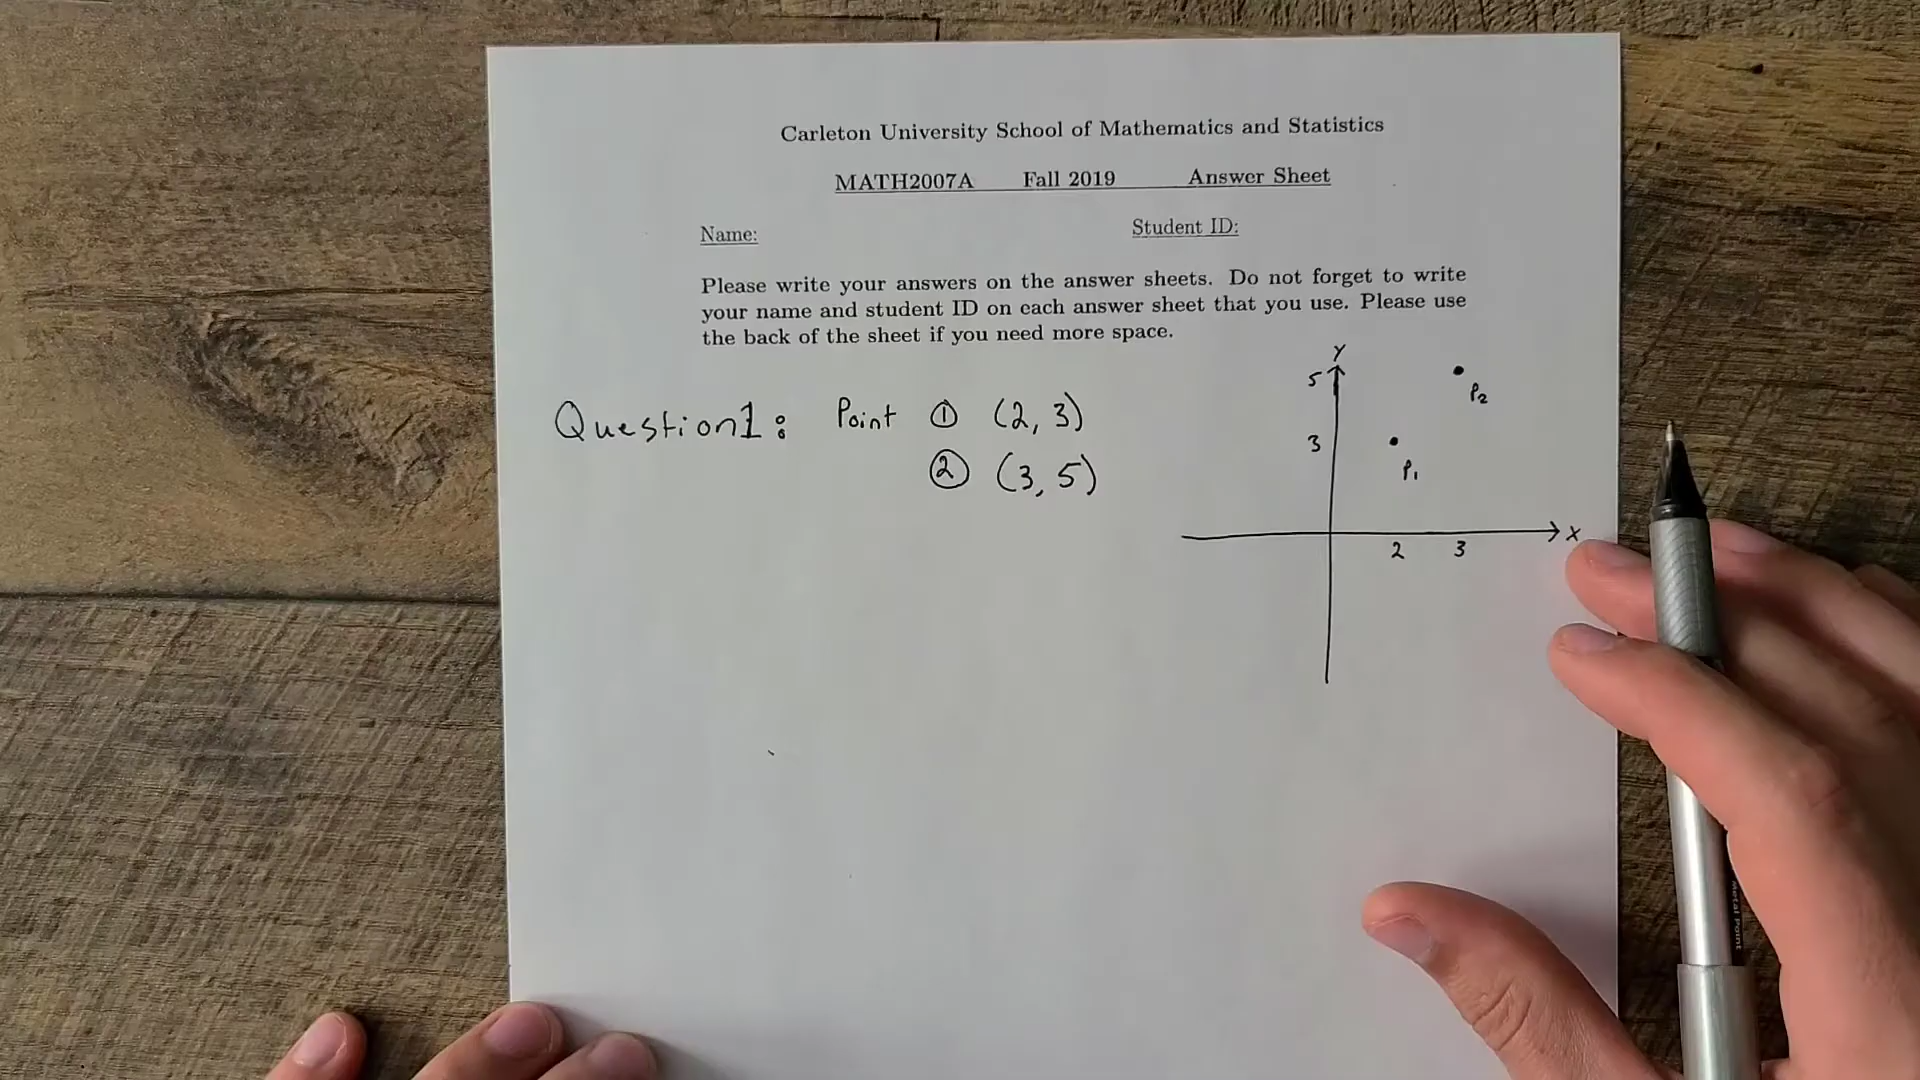 Carleton University School of Mathematics and Statistics
MATH2007A Fall 2019 Answer Sheet
Name: Student ID:
Please write your answers on the answer sheets. Do not forget to write
your name and student ID on each answer sheet that you use. Please use
the back of the sheet if you need more space.
Question1: Point ① (2, 3)
② (3, 5)
Y
5
P2
3
P1
X
2 3
Metal Point